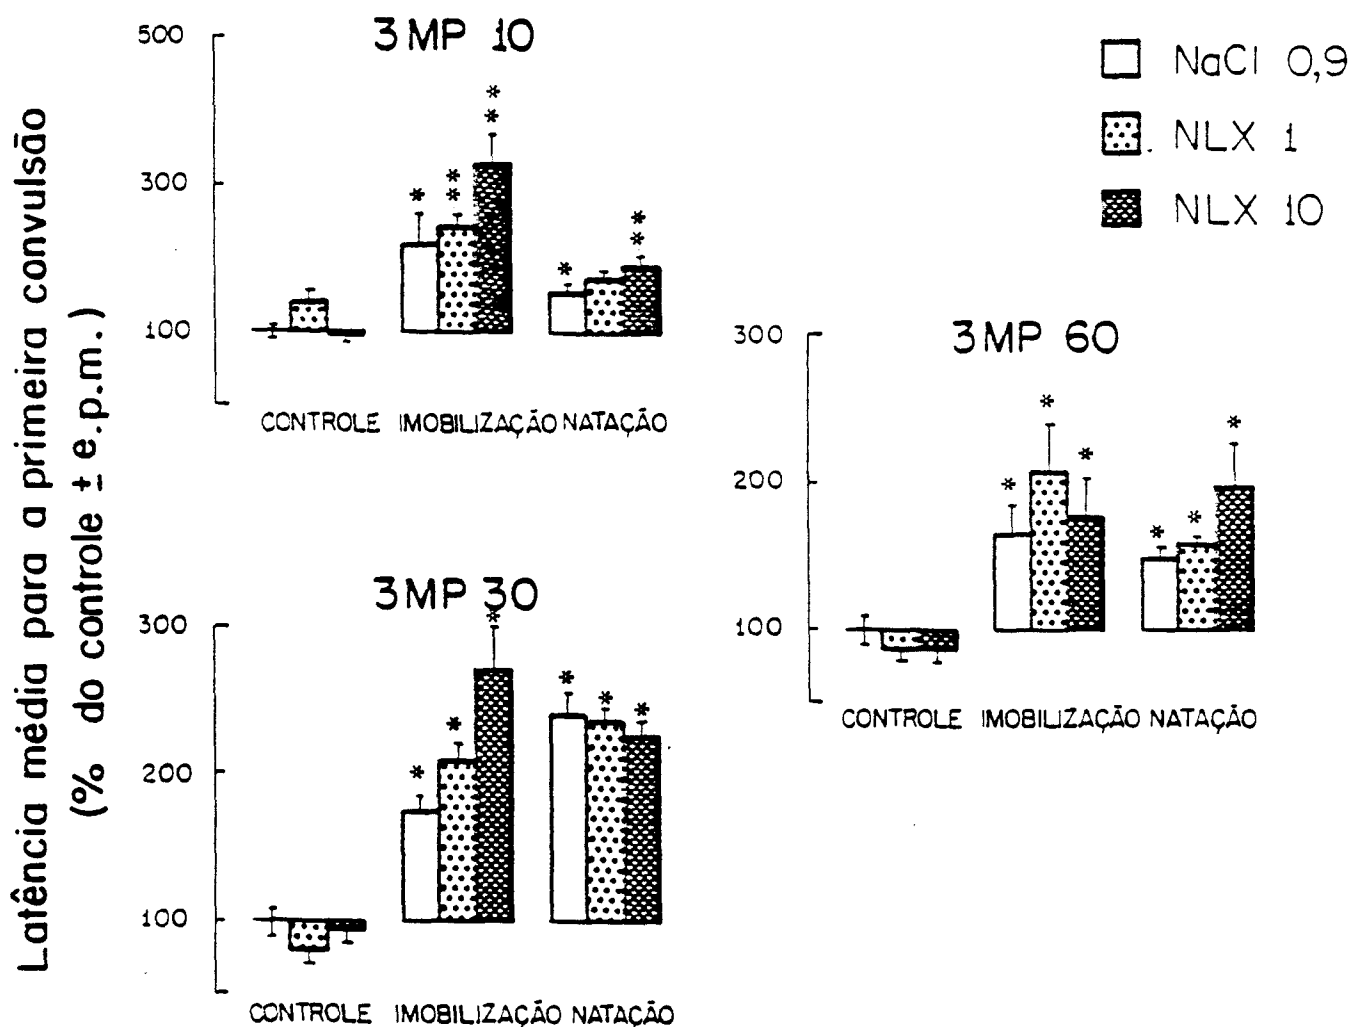 Latência média para a primeira convulsão
(% do controle ± e.p.m.)
3MP 10
500
300
100
* ** ** * **
CONTROLE IMOBILIZAÇÃO NATAÇÃO
NaCl 0,9
NLX 1
NLX 10
3MP 60
300
200
100
* * * * * *
CONTROLE IMOBILIZAÇÃO NATAÇÃO
3MP 30
300
200
100
* * * * * *
CONTROLE IMOBILIZAÇÃO NATAÇÃO